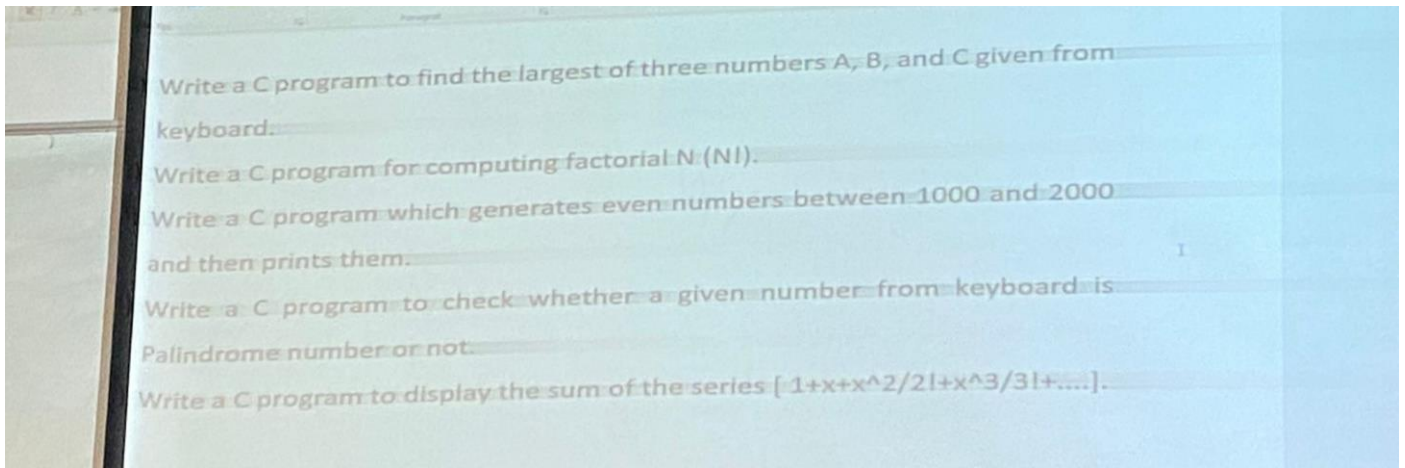 Write a C program to find the largest of three numbers A, B, and C given from
keyboard.
Write a C program for computing factorial N (N!).
Write a C program which generates even numbers between 1000 and 2000
and then prints them.
Write a C program to check whether a given number from keyboard is
Palindrome number or not.
Write a C program to display the sum of the series [ 1+x+x^2/2!+x^3/3!+....].